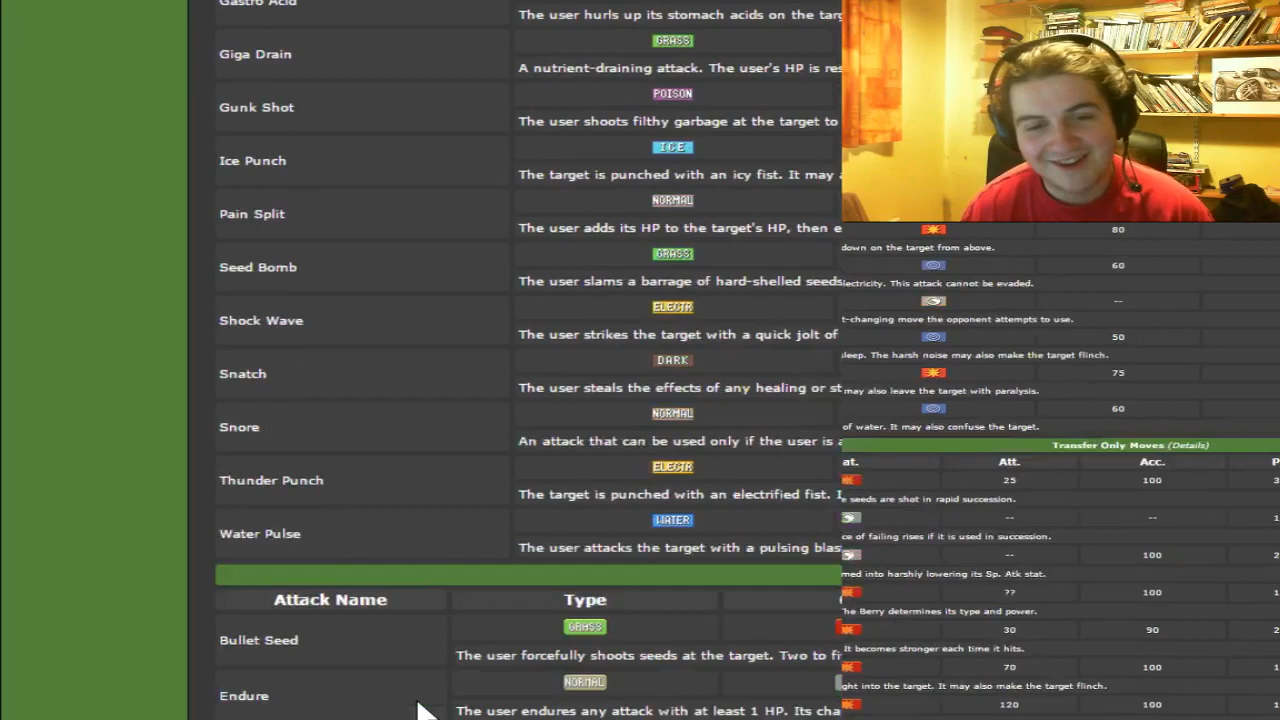 Gastro Acid
The user hurls up its stomach acids on the targ
Giga Drain
GRASS
A nutrient-draining attack. The user's HP is res
Gunk Shot
POISON
The user shoots filthy garbage at the target to
Ice Punch
ICE
The target is punched with an icy fist. It may a
Pain Split
NORMAL
The user adds its HP to the target's HP, then e
Seed Bomb
GRASS
The user slams a barrage of hard-shelled seeds
Shock Wave
ELECTR
The user strikes the target with a quick jolt of
Snatch
DARK
The user steals the effects of any healing or st
Snore
NORMAL
An attack that can be used only if the user is a
Thunder Punch
ELECTR
The target is punched with an electrified fist. I
Water Pulse
WATER
The user attacks the target with a pulsing blas
Attack Name Type
Bullet Seed
GRASS
The user forcefully shoots seeds at the target. Two to fi
Endure
NORMAL
The user endures any attack with at least 1 HP. Its cha
80
down on the target from above.
60
lectricity. This attack cannot be evaded.
--
t-changing move the opponent attempts to use.
50
leep. The harsh noise may also make the target flinch.
75
may also leave the target with paralysis.
60
of water. It may also confuse the target.
Transfer Only Moves (Details)
at. Att. Acc. P
25 100 3
e seeds are shot in rapid succession.
-- -- 1
ce of failing rises if it is used in succession.
-- 100 2
med into harshly lowering its Sp. Atk stat.
?? 100 1
The Berry determines its type and power.
30 90 2
It becomes stronger each time it hits.
70 100 1
ght into the target. It may also make the target flinch.
120 100 1